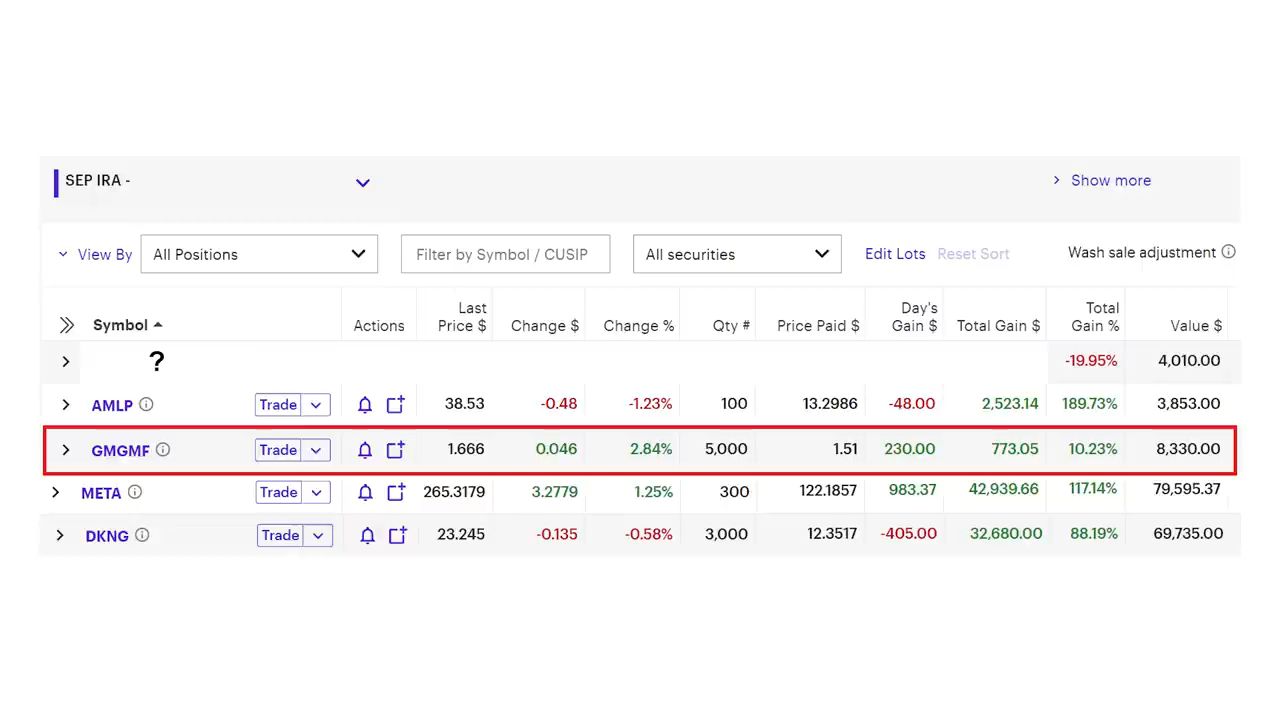 SEP IRA -
Show more
View By All Positions Filter by Symbol / CUSIP All securities Edit Lots Reset Sort Wash sale adjustment
Symbol Actions Last Price $ Change $ Change % Qty # Price Paid $ Day's Gain $ Total Gain $ Total Gain % Value $
? -19.95% 4,010.00
AMLP Trade 38.53 -0.48 -1.23% 100 13.2986 -48.00 2,523.14 189.73% 3,853.00
GMGMF Trade 1.666 0.046 2.84% 5,000 1.51 230.00 773.05 10.23% 8,330.00
META Trade 265.3179 3.2779 1.25% 300 122.1857 983.37 42,939.66 117.14% 79,595.37
DKNG Trade 23.245 -0.135 -0.58% 3,000 12.3517 -405.00 32,680.00 88.19% 69,735.00